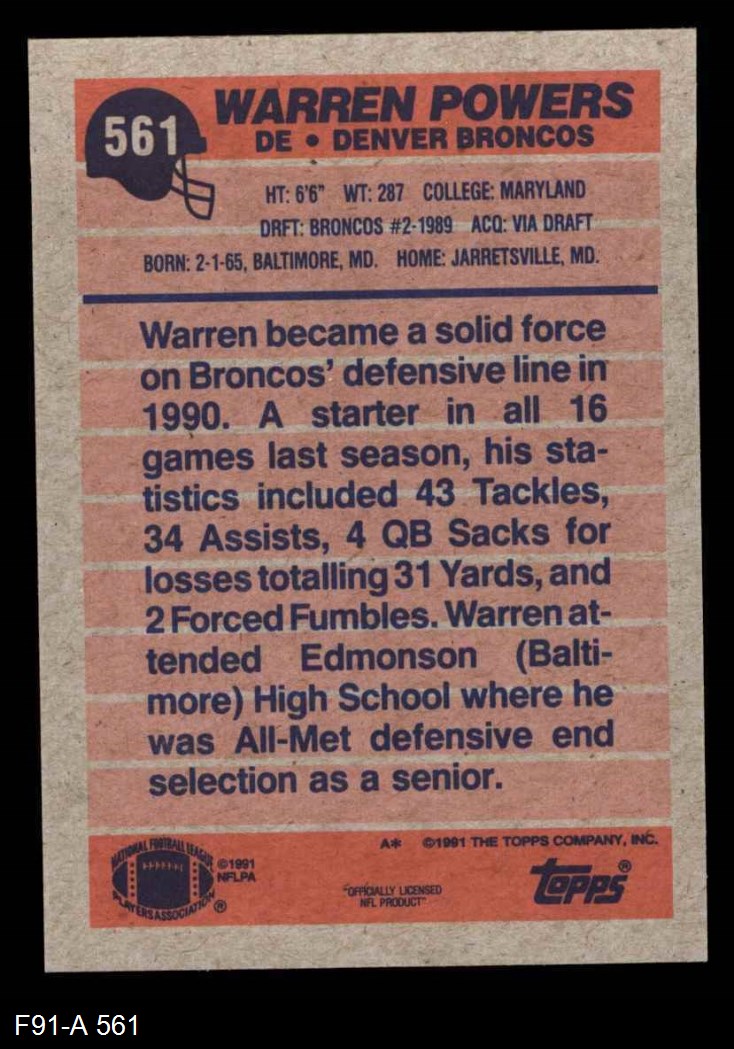 561
WARREN POWERS
DE • DENVER BRONCOS
HT: 6'6" WT: 287 COLLEGE: MARYLAND
DRFT: BRONCOS #2-1989 ACQ: VIA DRAFT
BORN: 2-1-65, BALTIMORE, MD. HOME: JARRETSVILLE, MD.
Warren became a solid force
on Broncos' defensive line in
1990. A starter in all 16
games last season, his sta-
tistics included 43 Tackles,
34 Assists, 4 QB Sacks for
losses totalling 31 Yards, and
2 Forced Fumbles. Warren at-
tended Edmonson (Balti-
more) High School where he
was All-Met defensive end
selection as a senior.
A* ©1991 THE TOPPS COMPANY, INC.
NATIONAL FOOTBALL LEAGUE
PLAYERS ASSOCIATION ®
©1991
NFLPA
"OFFICIALLY LICENSED
NFL PRODUCT"
topps®
F91-A 561